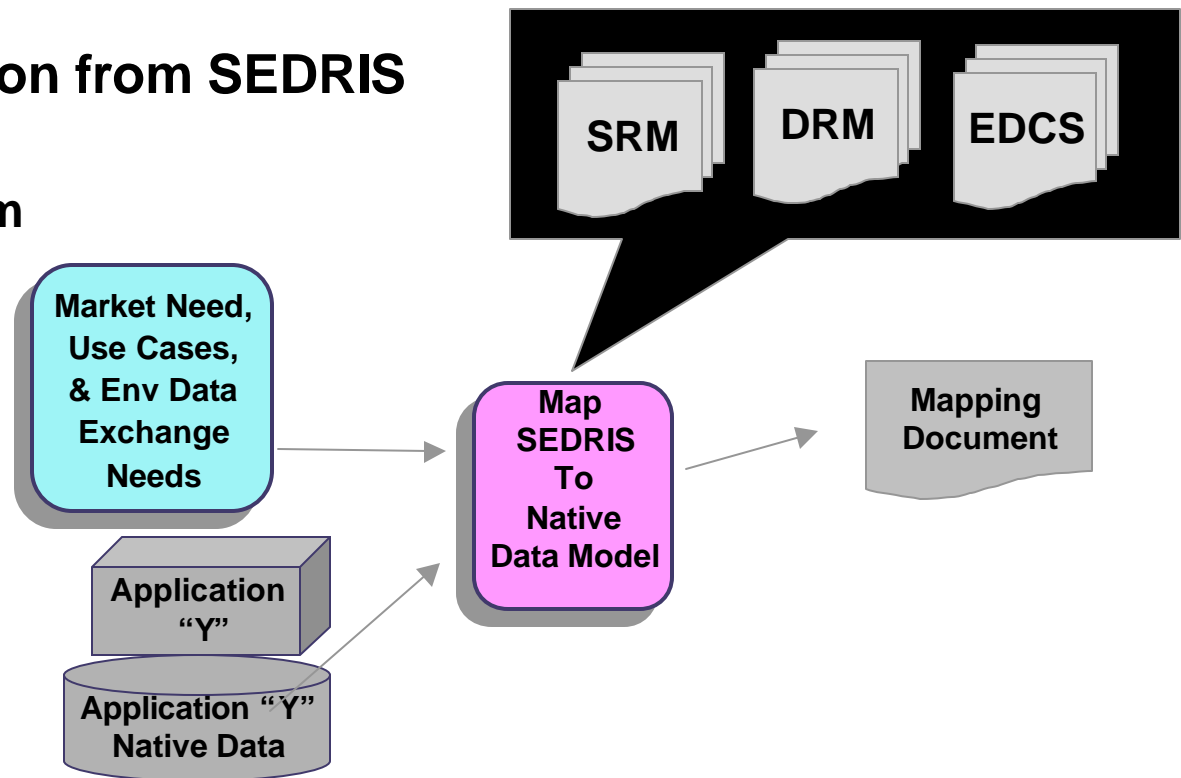 on from SEDRIS
SRM
DRM
EDCS
m
Market Need,
Use Cases,
& Env Data
Exchange
Needs
Map
SEDRIS
To
Native
Data Model
Mapping
Document
Application
“Y”
Application “Y”
Native Data